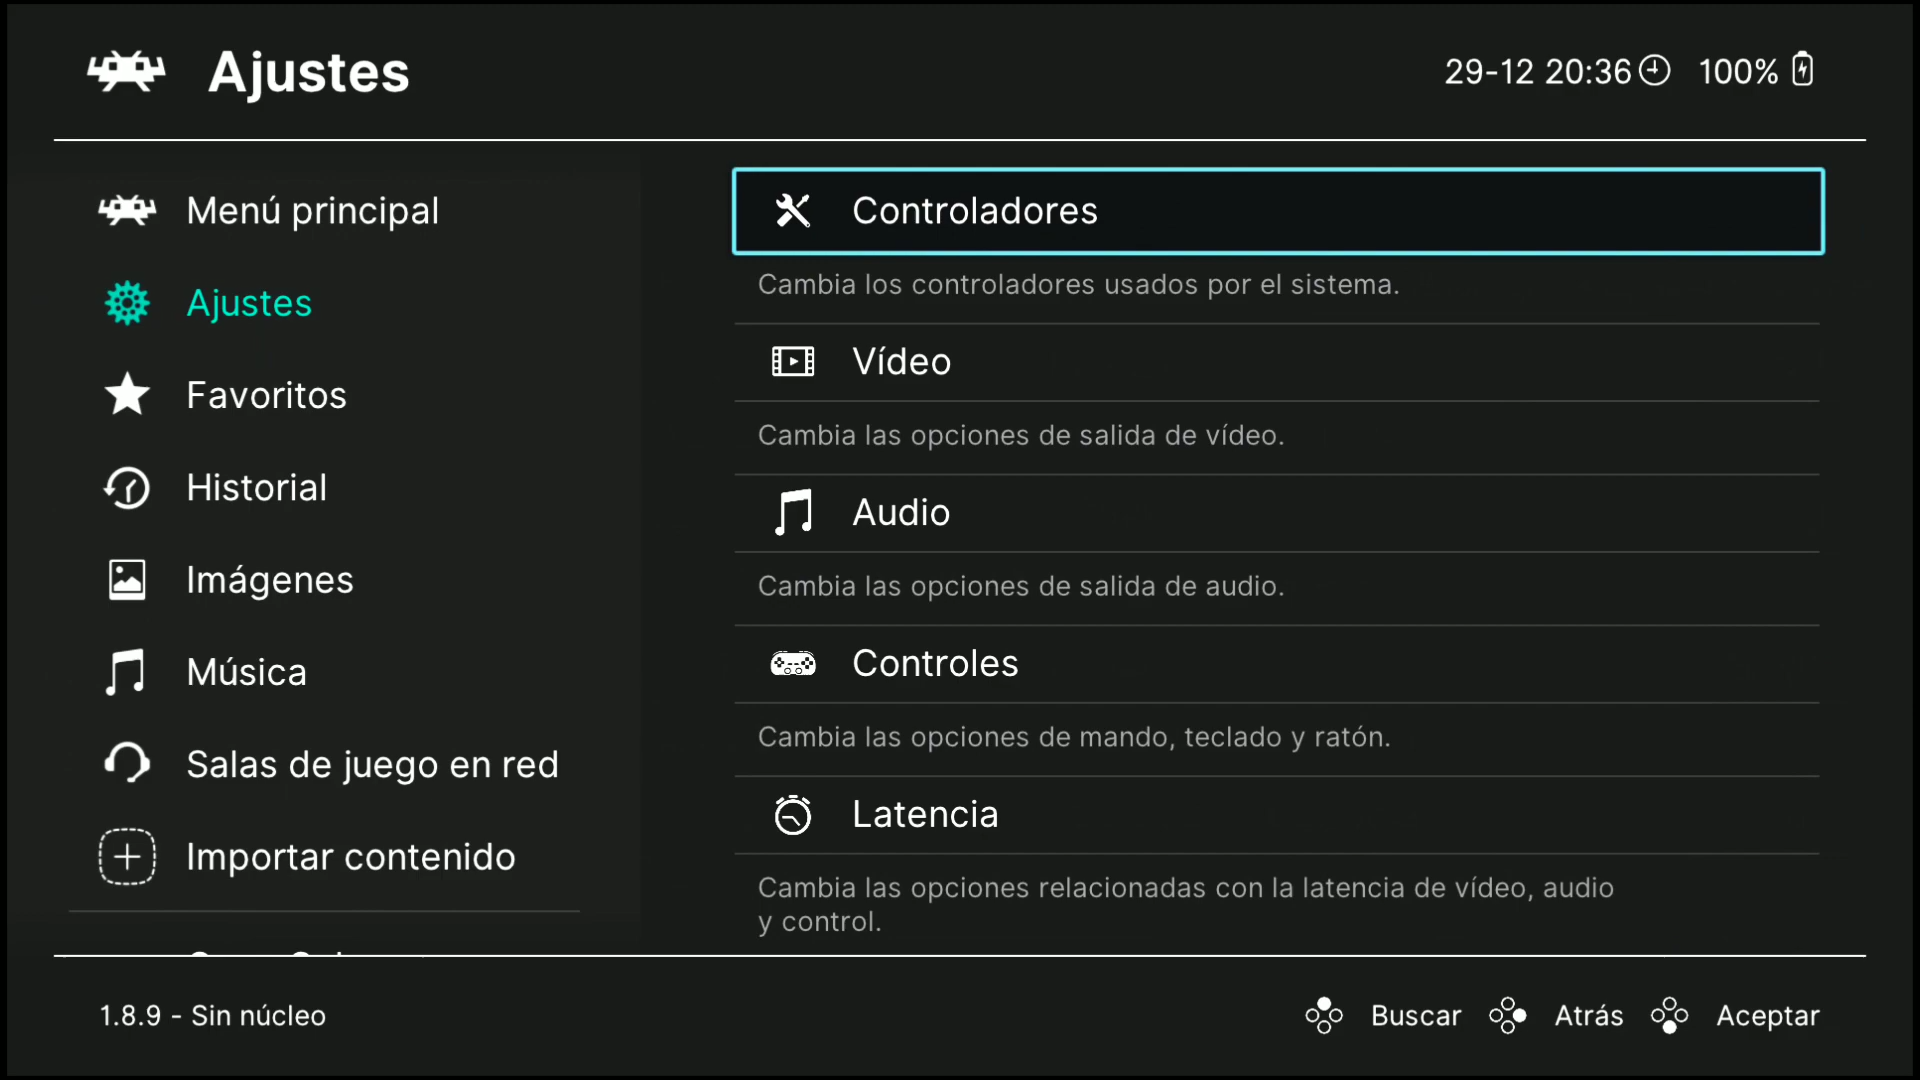 Ajustes
29-12 20:36 100%
Menú principal
Ajustes
Favoritos
Historial
Imágenes
Música
Salas de juego en red
Importar contenido
Controladores
Cambia los controladores usados por el sistema.
Vídeo
Cambia las opciones de salida de vídeo.
Audio
Cambia las opciones de salida de audio.
Controles
Cambia las opciones de mando, teclado y ratón.
Latencia
Cambia las opciones relacionadas con la latencia de vídeo, audio
y control.
1.8.9 - Sin núcleo
Buscar Atrás Aceptar